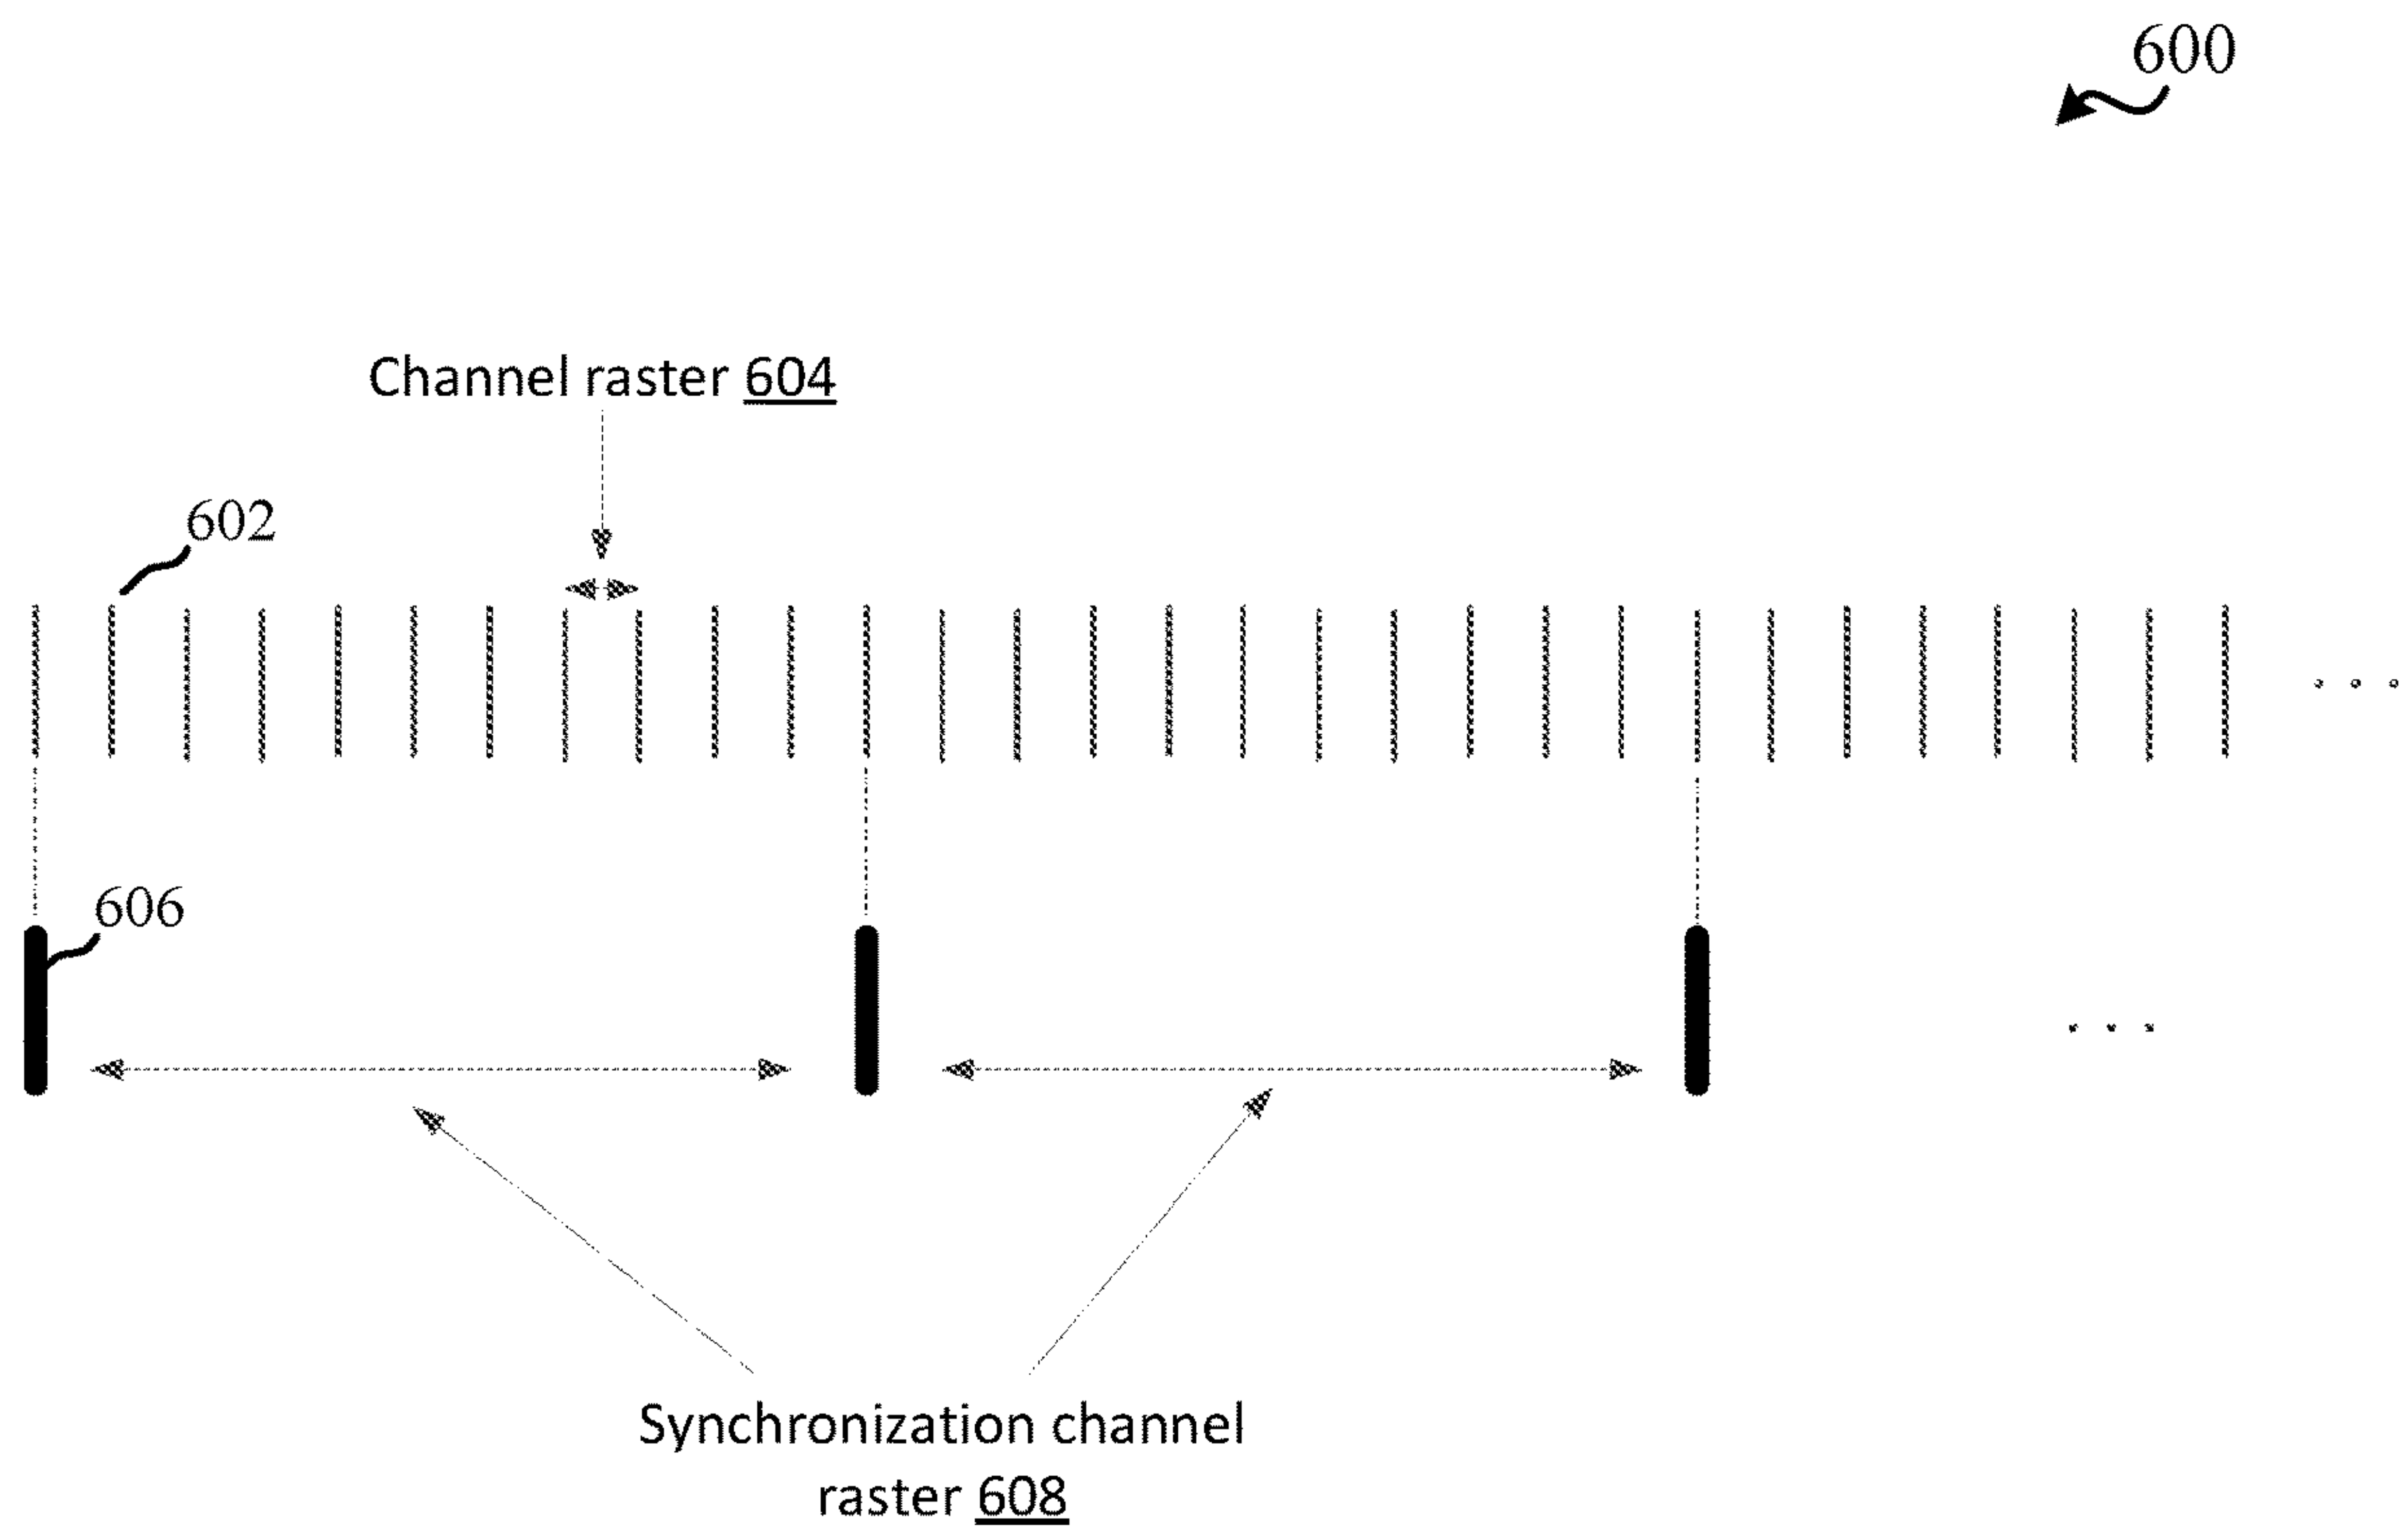 600
Channel raster 604
602
. . .
606
. . .
Synchronization channel
raster 608